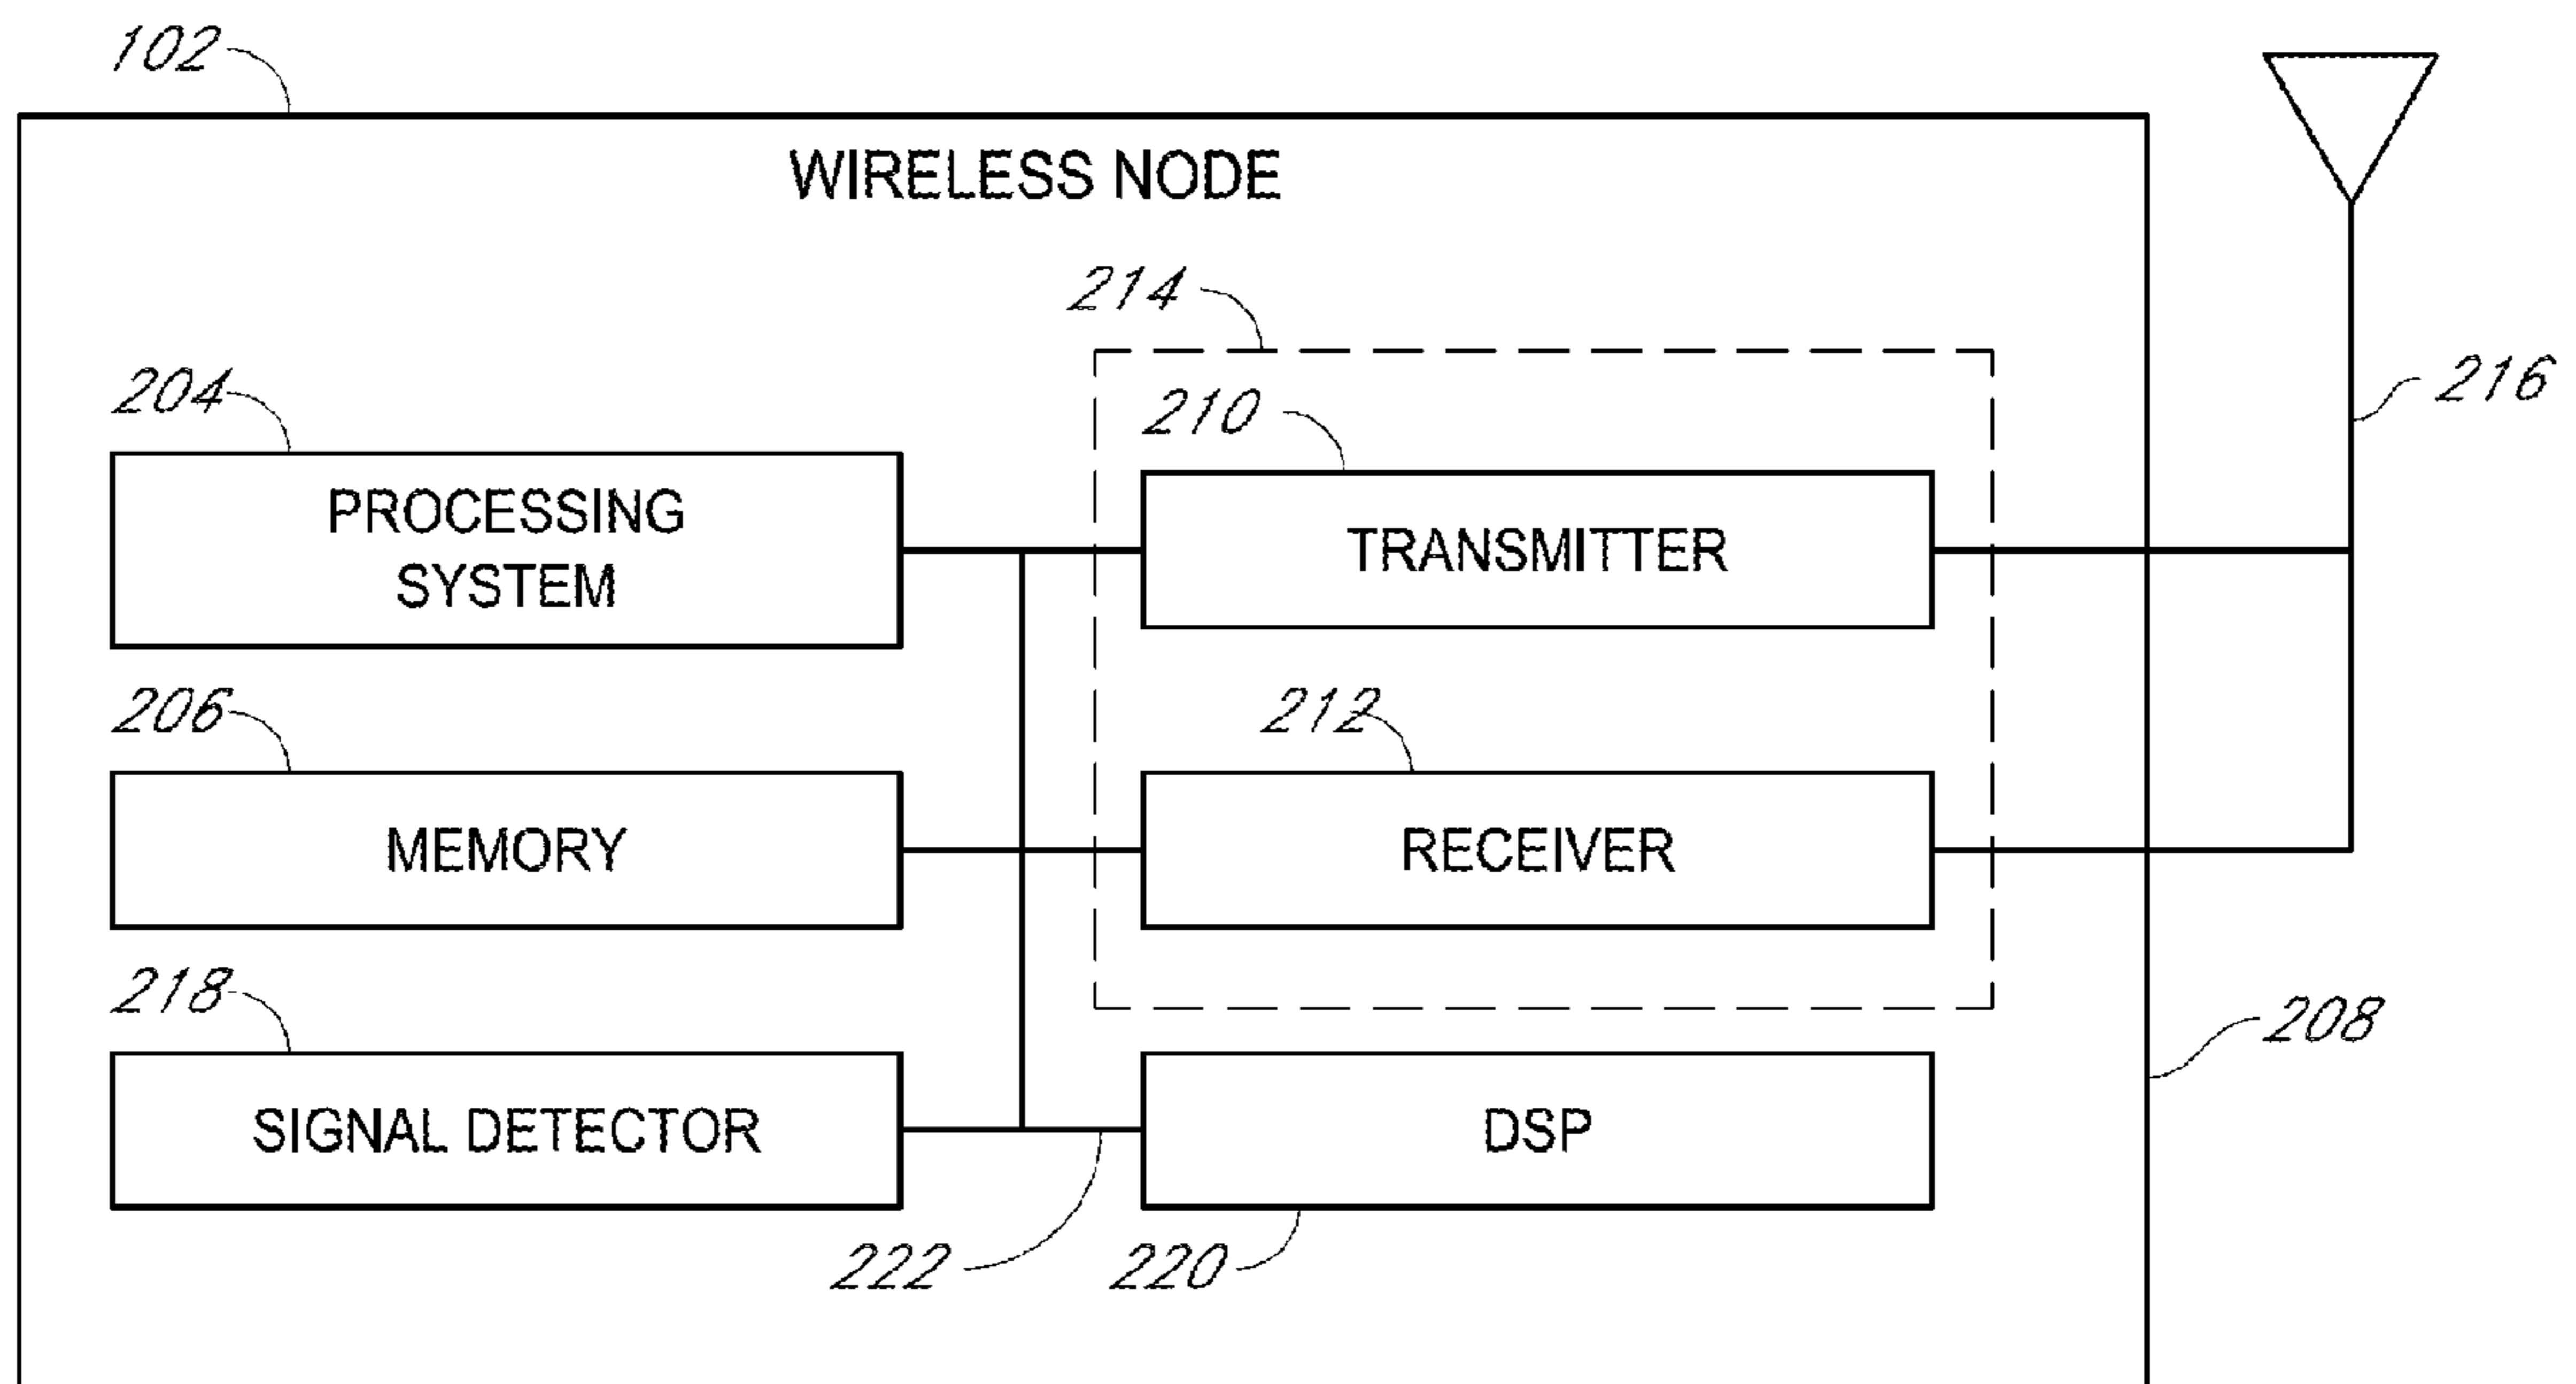 102
WIRELESS NODE
214
216
204
210
PROCESSING
SYSTEM
TRANSMITTER
206
212
MEMORY
RECEIVER
218
208
SIGNAL DETECTOR
DSP
222
220